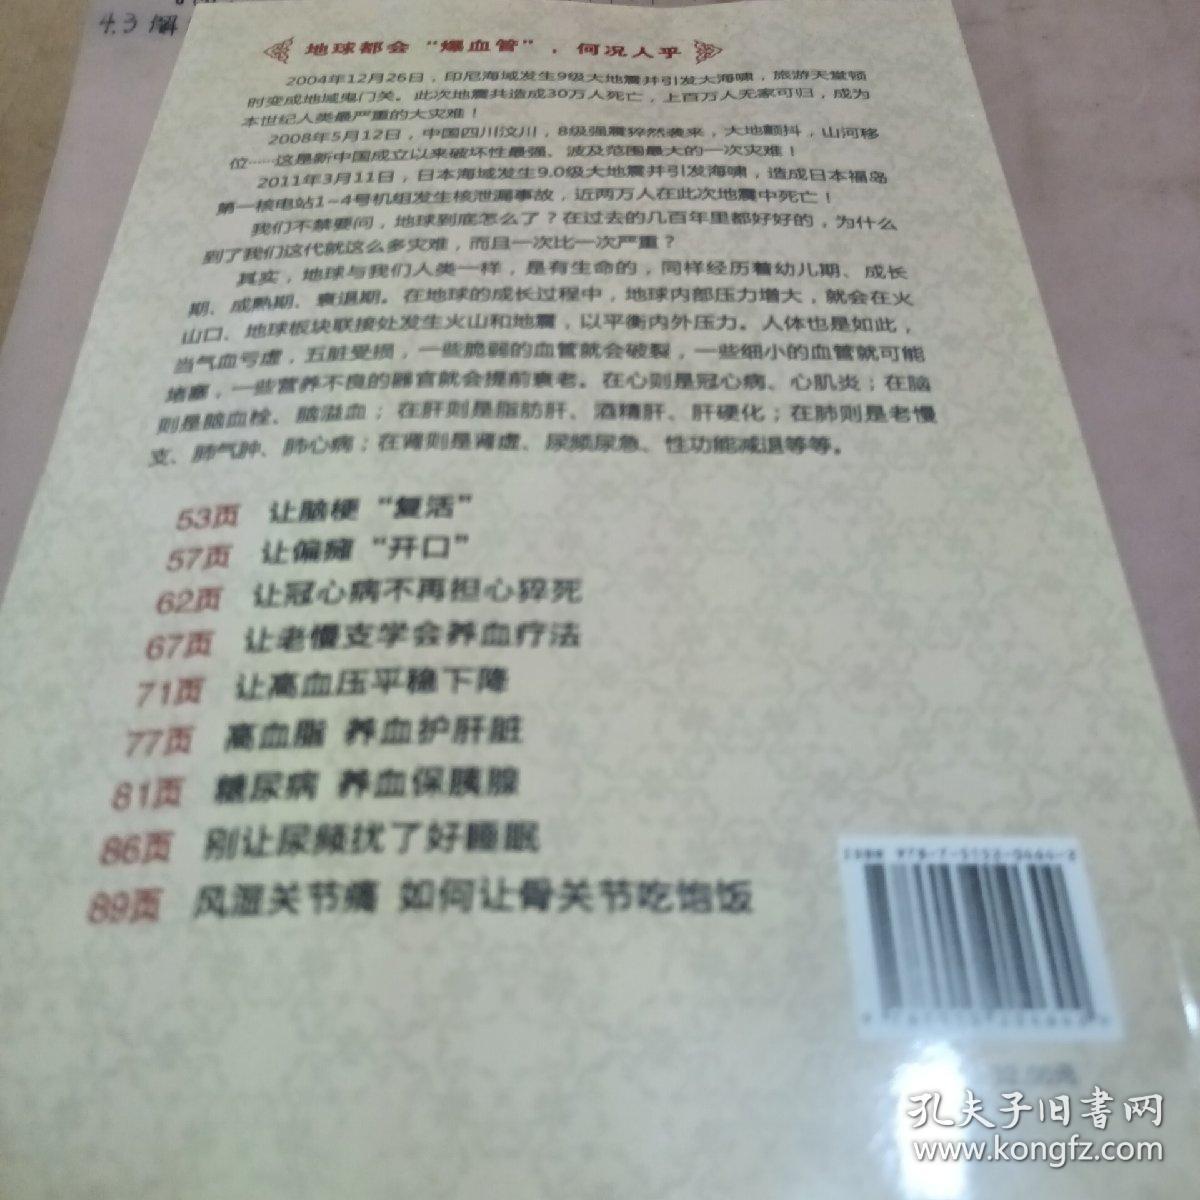 4.3 解
地球都会“爆血管”，何况人乎
2004年12月26日，印尼海域发生9级大地震并引发大海啸，旅游天堂顿
时变成地域鬼门关。此次地震共造成30万人死亡，上百万人无家可归，成为
本世纪人类最严重的大灾难！
2008年5月12日，中国四川汶川，8级强震猝然袭来，大地颤抖，山河移
位……这是新中国成立以来破坏性最强、波及范围最大的一次灾难！
2011年3月11日，日本海域发生9.0级大地震并引发海啸，造成日本福岛
第一核电站1~4号机组发生核泄漏事故，近两万人在此次地震中死亡！
我们不禁要问，地球到底怎么了？在过去的几百年里都好好的，为什么
到了我们这代就这么多灾难，而且一次比一次严重？
其实，地球与我们人类一样，是有生命的，同样经历着幼儿期、成长
期、成熟期、衰退期。在地球的成长过程中，地球内部压力增大，就会在火
山口、地球板块联接处发生火山和地震，以平衡内外压力。人体也是如此，
当气血亏虚，五脏受损，一些脆弱的血管就会破裂，一些细小的血管就可能
堵塞，一些营养不良的器官就会提前衰老。在心则是冠心病、心肌炎；在脑
则是脑血栓、脑溢血；在肝则是脂肪肝、酒精肝、肝硬化；在肺则是老慢
支、肺气肿、肺心病；在肾则是肾虚、尿频尿急、性功能减退等等。
53页 让脑梗“复活”
57页 让偏瘫“开口”
62页 让冠心病不再担心猝死
67页 让老慢支学会养血疗法
71页 让高血压平稳下降
77页 高血脂 养血护肝脏
81页 糖尿病 养血保胰腺
86页 别让尿频扰了好睡眠
89页 风湿关节痛 如何让骨关节吃饱饭
孔夫子旧书网
www.kongfz.com